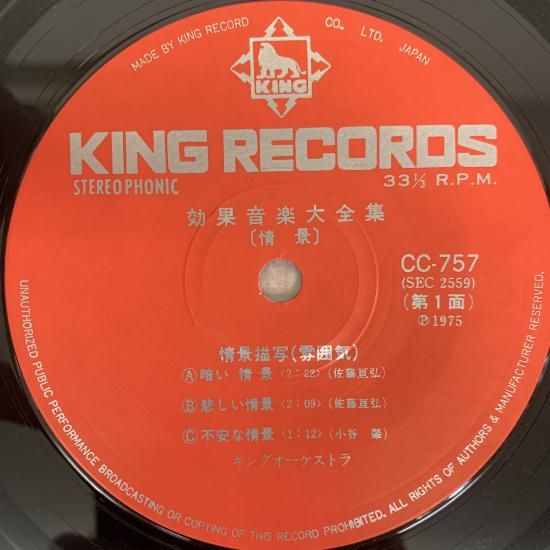 MADE BY KING RECORD CO., LTD. JAPAN
KING
KING RECORDS
STEREOPHONIC
33⅓ R.P.M.
効果音楽大全集
〔情 景〕
CC-757
(SEC 2559)
(第1面)
Ⓟ1975
情景描写(雰囲気)
Ⓐ暗い 情 景〈2:22〉(佐藤亘弘)
Ⓑ悲しい情景〈2:09〉(佐藤亘弘)
Ⓒ不安な情景〈1:12〉(小谷 肇)
キングオーケストラ
UNAUTHORIZED PUBLIC PERFORMANCE BROADCASTING OR COPYING OF THIS RECORD PROHIBITED. ALL RIGHTS OF AUTHORS & MANUFACTURER RESERVED.